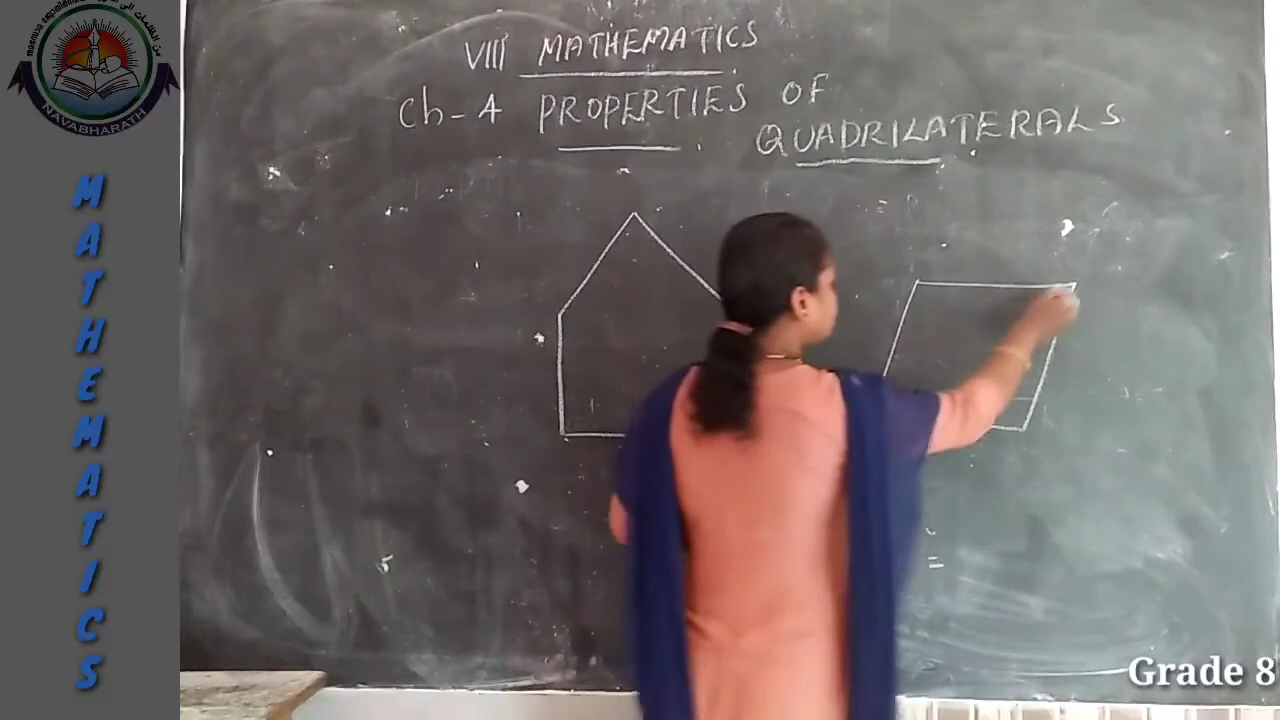 VIII MATHEMATICS
Ch-4 PROPERTIES OF
QUADRILATERALS
NAVABHARATH
MATHEMATICS
Grade 8